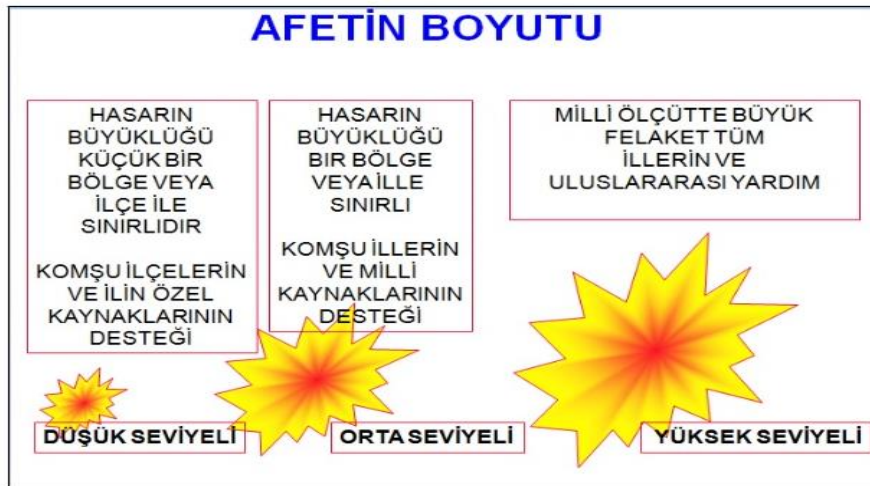 AFETİN BOYUTU
HASARIN
BÜYÜKLÜĞÜ
KÜÇÜK BİR
BÖLGE VEYA
İLÇE İLE
SINIRLIDIR
KOMŞU İLÇELERİN
VE İLİN ÖZEL
KAYNAKLARININ
DESTEĞİ
HASARIN
BÜYÜKLÜĞÜ
BIR BÖLGE
VEYA İLLE
SINIRLI
KOMŞU İLLERİN
VE MİLLİ
KAYNAKLARININ
DESTEĞİ
MİLLİ ÖLÇÜTTE BÜYÜK
FELAKET TÜM
İLLERİN VE
ULUSLARARASI YARDIM
DÜŞÜK SEVİYELİ
ORTA SEVİYELİ
YÜKSEK SEVİYELİ